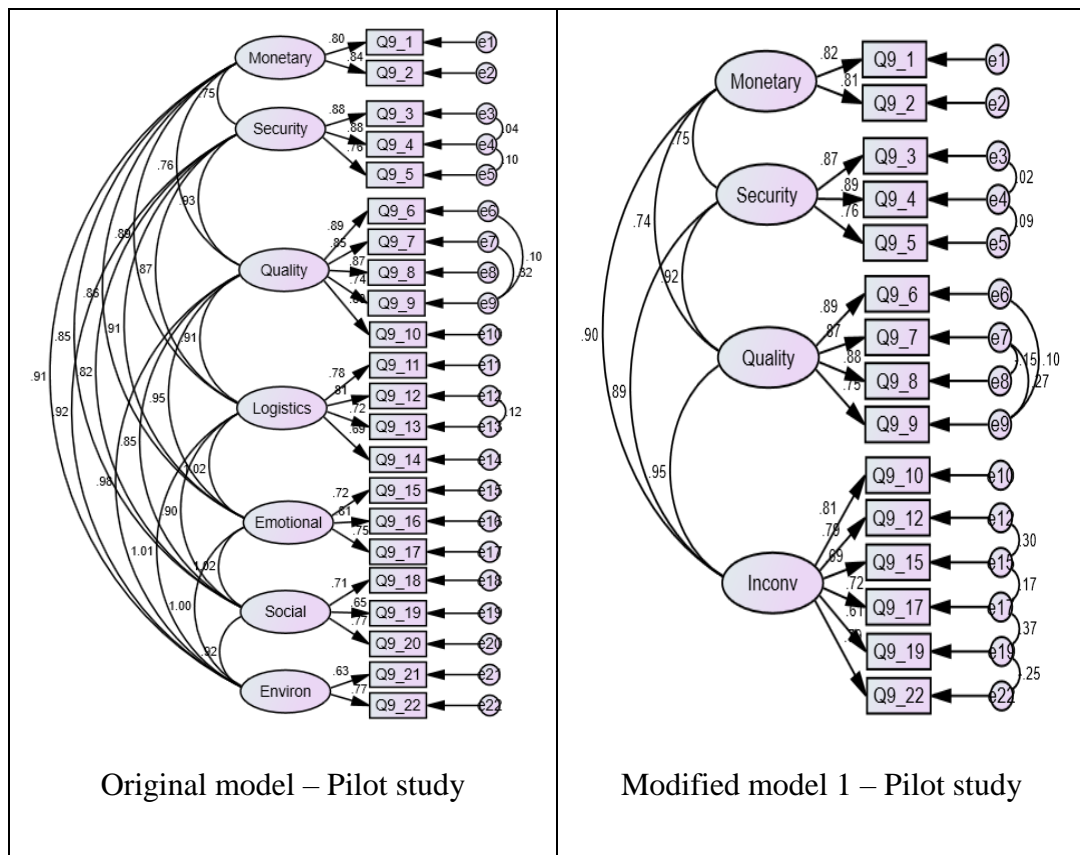 Monetary
.80
Q9_1
e1
.84
Q9_2
e2
.75
Security
.88
Q9_3
e3
.88
Q9_4
e4
.04
.76
Q9_5
e5
.10
.76
.93
Quality
.89
Q9_6
e6
.85
Q9_7
e7
.87
Q9_8
e8
.10
.74
Q9_9
e9
Q9_10
e10
.87
.85
.91
.91
.82
.92
.91
Logistics
.78
Q9_11
e11
.81
Q9_12
e12
.72
Q9_13
e13
.12
.69
Q9_14
e14
.95
.85
.98
1.02
Emotional
.72
Q9_15
e15
.81
Q9_16
e16
.75
Q9_17
e17
.90
1.01
1.02
Social
.71
Q9_18
e18
.65
Q9_19
e19
.77
Q9_20
e20
1.00
.92
Environ
.63
Q9_21
e21
.77
Q9_22
e22
Original model – Pilot study
Monetary
.82
Q9_1
e1
.81
Q9_2
e2
.75
Security
.87
Q9_3
e3
.89
Q9_4
e4
.02
.76
Q9_5
e5
.09
.74
.92
Quality
.89
Q9_6
e6
.87
Q9_7
e7
.88
Q9_8
e8
.15
.10
.27
.75
Q9_9
e9
.90
.89
.95
Inconv
.81
Q9_10
e10
.79
Q9_12
e12
.30
.69
Q9_15
e15
.17
.72
Q9_17
e17
.37
.61
Q9_19
e19
.25
Q9_22
e22
Modified model 1 – Pilot study